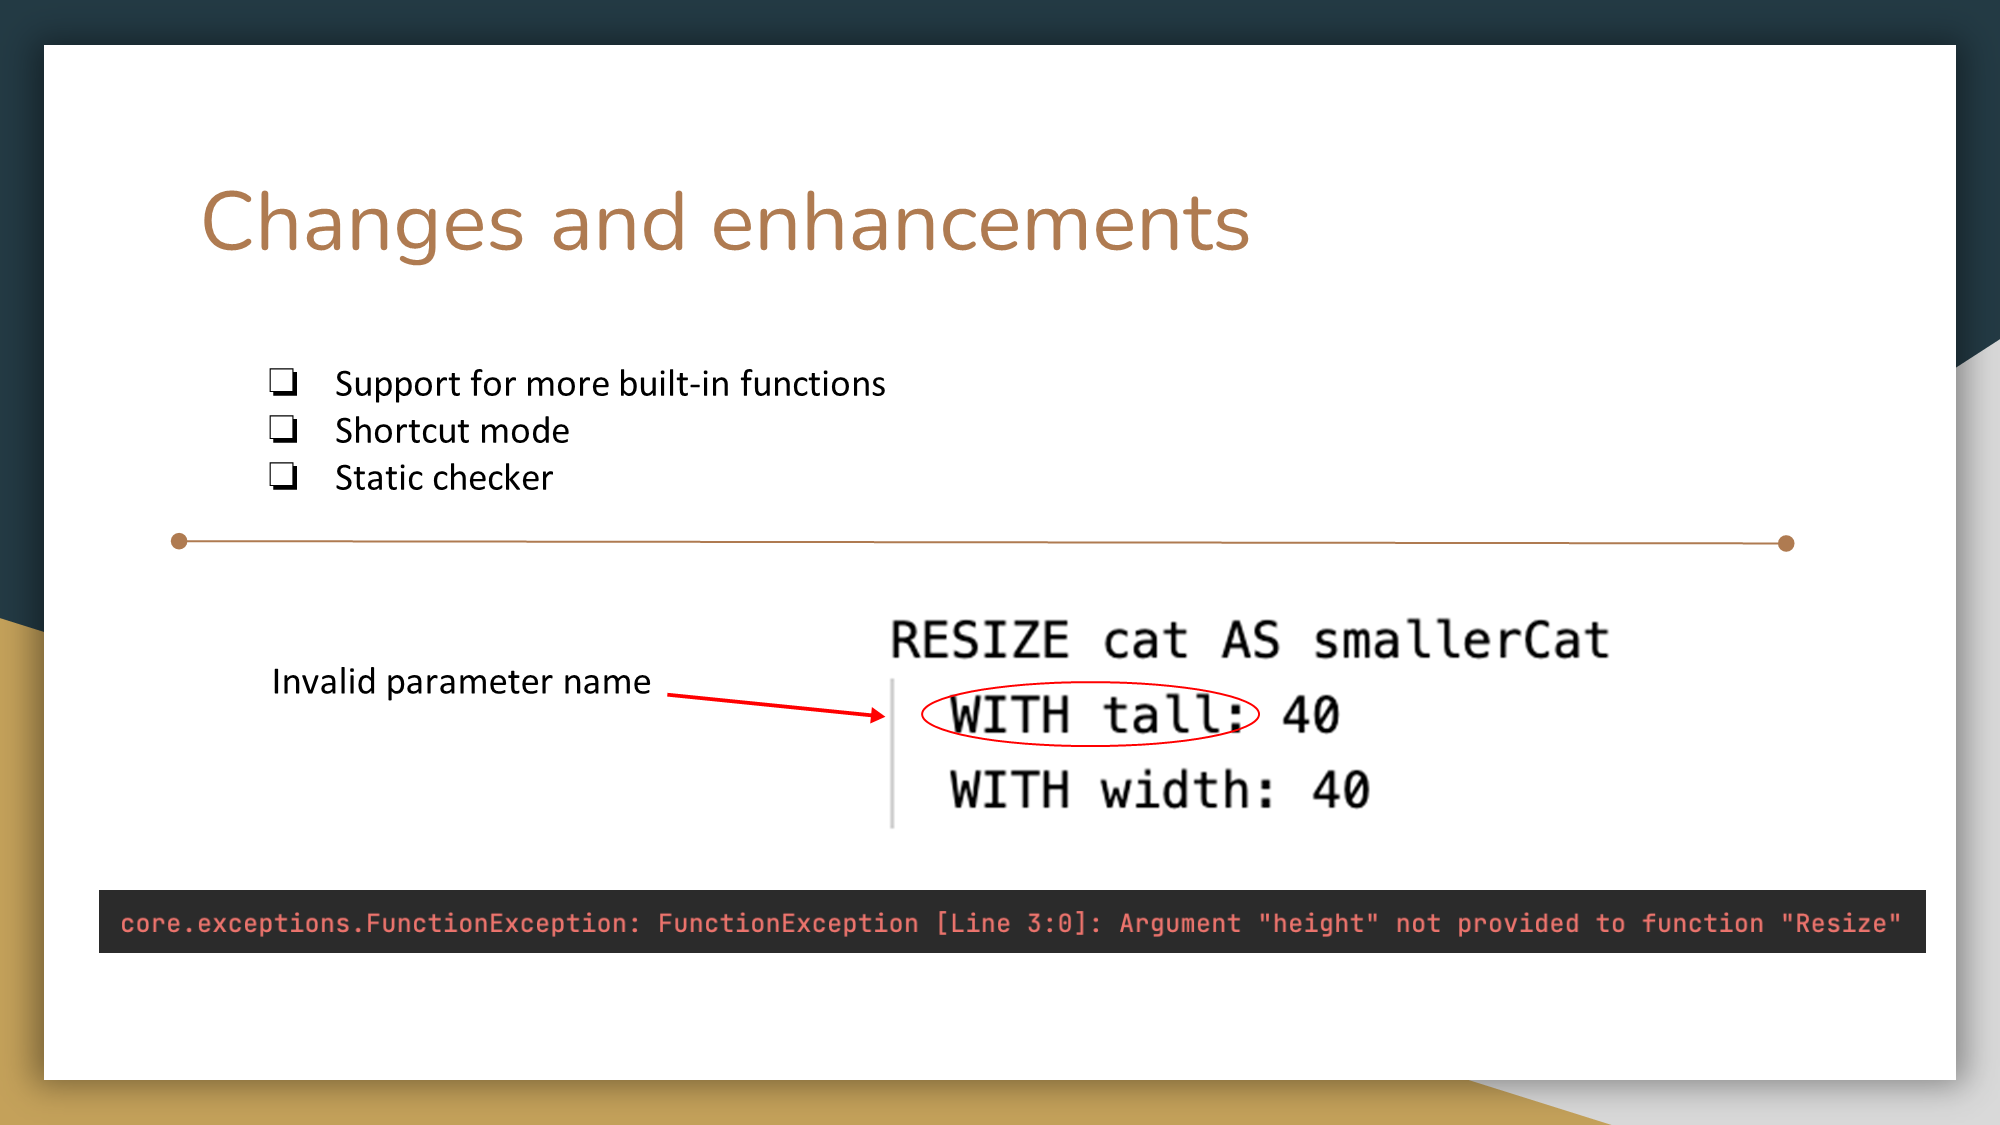 Changes and enhancements
❏ Support for more built-in functions
❏ Shortcut mode
❏ Static checker
Invalid parameter name
RESIZE cat AS smallerCat
WITH tall: 40
WITH width: 40
core.exceptions.FunctionException: FunctionException [Line 3:0]: Argument "height" not provided to function "Resize"